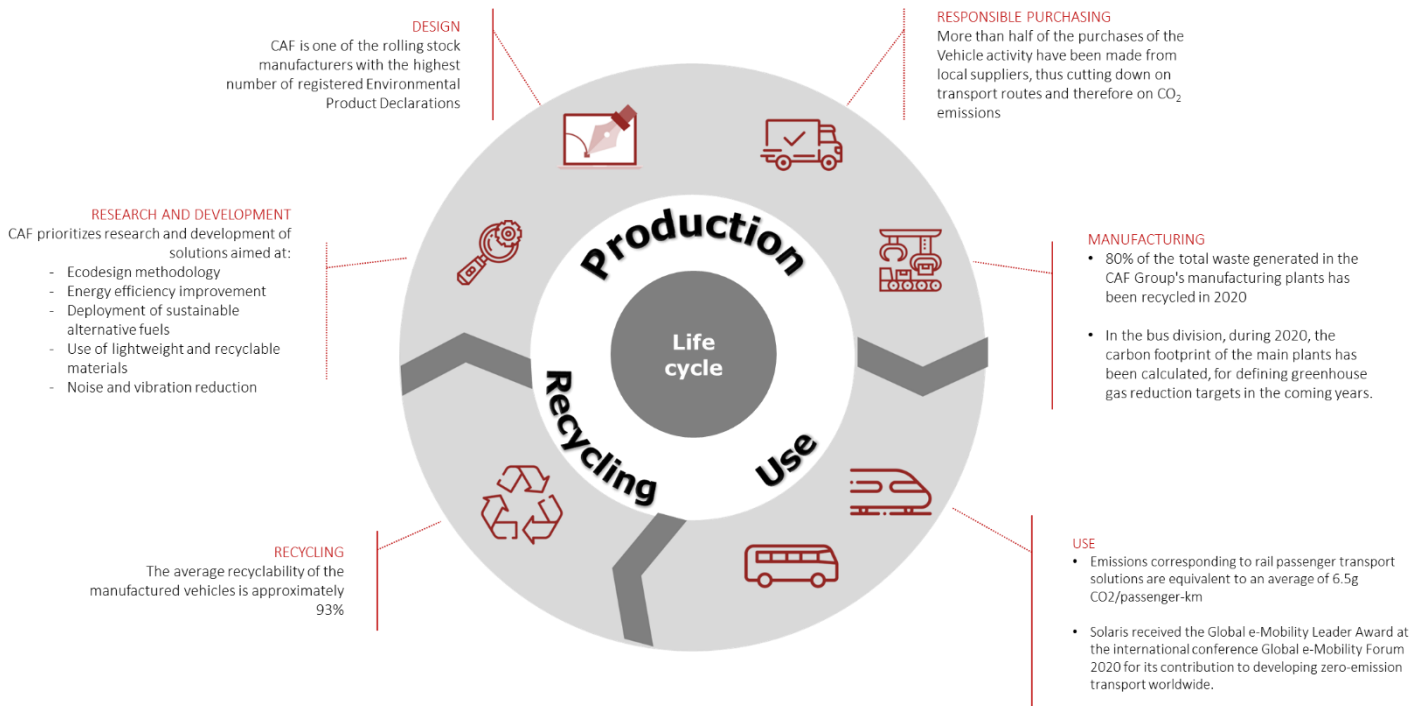 DESIGN
CAF is one of the rolling stock
manufacturers with the highest
number of registered Environmental
Product Declarations
RESPONSIBLE PURCHASING
More than half of the purchases of the
Vehicle activity have been made from
local suppliers, thus cutting down on
transport routes and therefore on CO₂
emissions
RESEARCH AND DEVELOPMENT
CAF prioritizes research and development of
solutions aimed at:
- Ecodesign methodology
- Energy efficiency improvement
- Deployment of sustainable
alternative fuels
- Use of lightweight and recyclable
materials
- Noise and vibration reduction
Production
Life
cycle
Recycling
Use
MANUFACTURING
• 80% of the total waste generated in the
CAF Group's manufacturing plants has
been recycled in 2020
• In the bus division, during 2020, the
carbon footprint of the main plants has
been calculated, for defining greenhouse
gas reduction targets in the coming years.
RECYCLING
The average recyclability of the
manufactured vehicles is approximately
93%
USE
• Emissions corresponding to rail passenger transport
solutions are equivalent to an average of 6.5g
CO2/passenger-km
• Solaris received the Global e-Mobility Leader Award at
the international conference Global e-Mobility Forum
2020 for its contribution to developing zero-emission
transport worldwide.